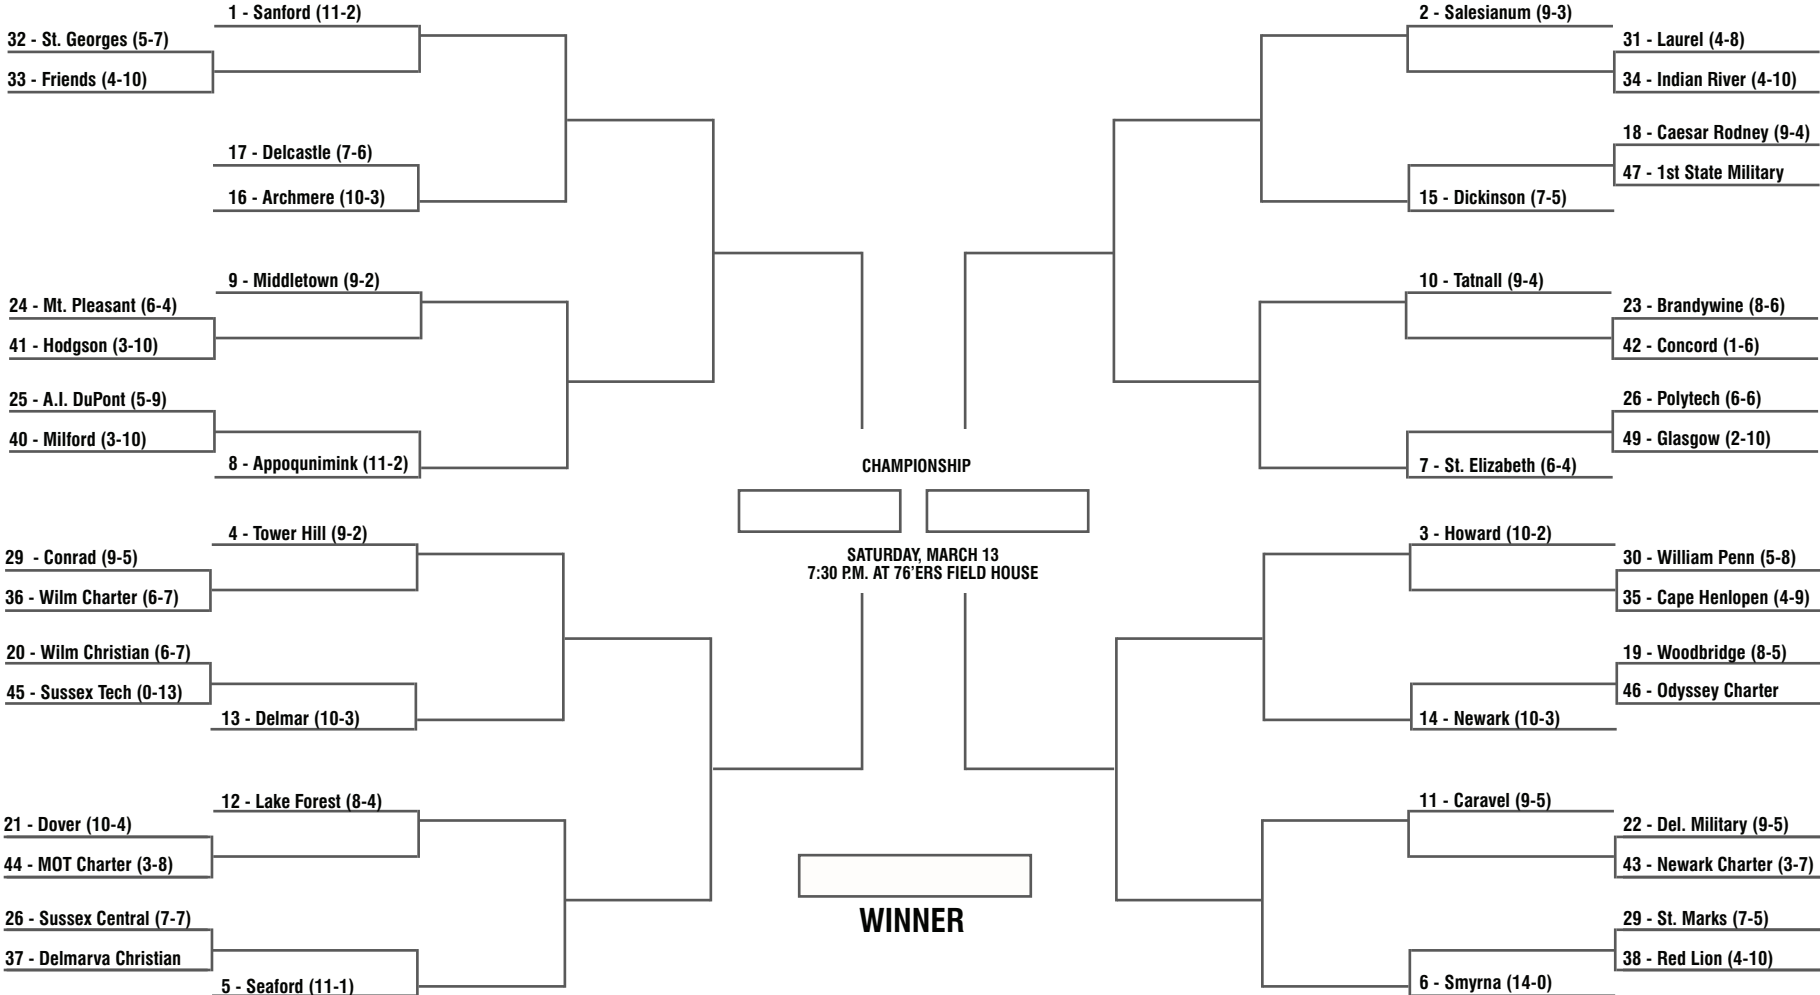 1 - Sanford (11-2)
32 - St. Georges (5-7)
33 - Friends (4-10)
17 - Delcastle (7-6)
16 - Archmere (10-3)
9 - Middletown (9-2)
24 - Mt. Pleasant (6-4)
41 - Hodgson (3-10)
25 - A.I. DuPont (5-9)
40 - Milford (3-10)
8 - Appoqunimink (11-2)
4 - Tower Hill (9-2)
29 - Conrad (9-5)
36 - Wilm Charter (6-7)
20 - Wilm Christian (6-7)
45 - Sussex Tech (0-13)
13 - Delmar (10-3)
12 - Lake Forest (8-4)
21 - Dover (10-4)
44 - MOT Charter (3-8)
26 - Sussex Central (7-7)
37 - Delmarva Christian
5 - Seaford (11-1)
CHAMPIONSHIP
SATURDAY, MARCH 13
7:30 P.M. AT 76'ERS FIELD HOUSE
WINNER
2 - Salesianum (9-3)
31 - Laurel (4-8)
34 - Indian River (4-10)
18 - Caesar Rodney (9-4)
47 - 1st State Military
15 - Dickinson (7-5)
10 - Tatnall (9-4)
23 - Brandywine (8-6)
42 - Concord (1-6)
26 - Polytech (6-6)
49 - Glasgow (2-10)
7 - St. Elizabeth (6-4)
3 - Howard (10-2)
30 - William Penn (5-8)
35 - Cape Henlopen (4-9)
19 - Woodbridge (8-5)
46 - Odyssey Charter
14 - Newark (10-3)
11 - Caravel (9-5)
22 - Del. Military (9-5)
43 - Newark Charter (3-7)
29 - St. Marks (7-5)
38 - Red Lion (4-10)
6 - Smyrna (14-0)